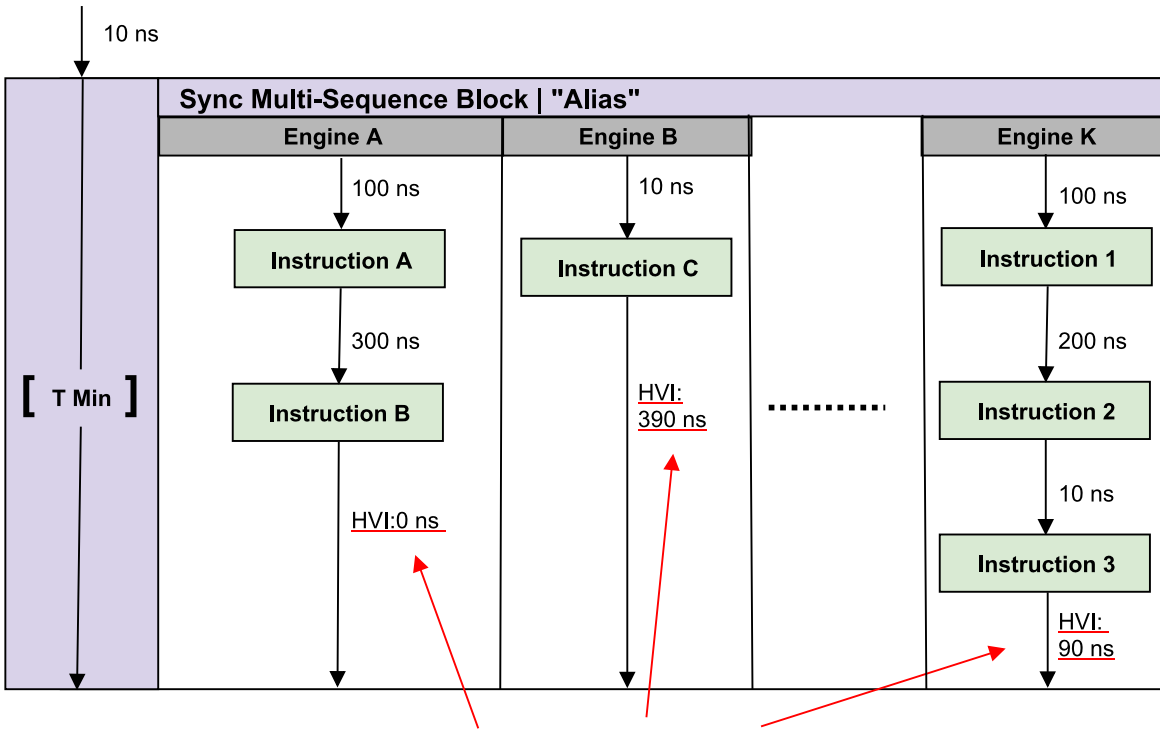 10 ns
Sync Multi-Sequence Block | "Alias"
Engine A
Engine B
Engine K
100 ns
10 ns
100 ns
Instruction A
Instruction C
Instruction 1
300 ns
200 ns
[ T Min ]
Instruction B
HVI:
390 ns
Instruction 2
10 ns
HVI:0 ns
Instruction 3
HVI:
90 ns